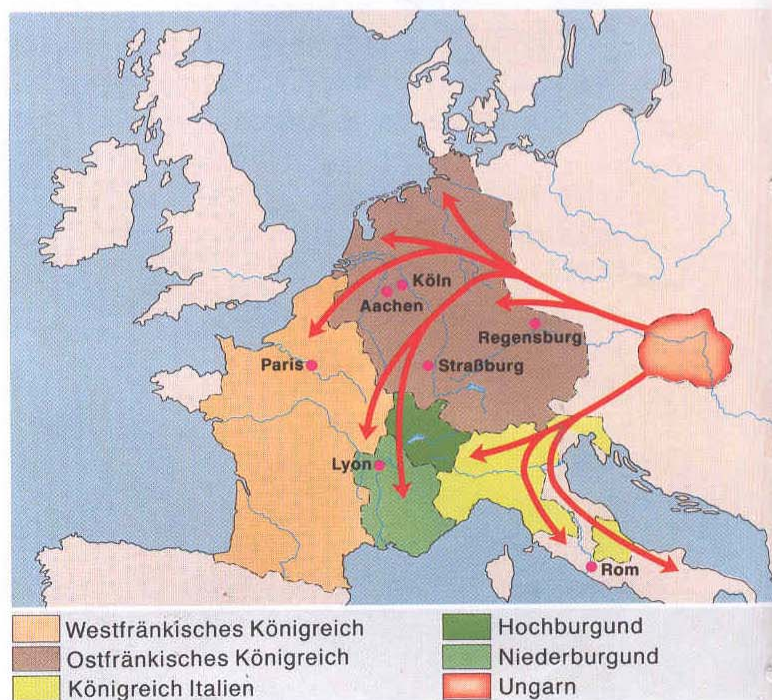 Köln
Aachen
Regensburg
Paris
Straßburg
Lyon
Rom
Westfränkisches Königreich
Ostfränkisches Königreich
Königreich Italien
Hochburgund
Niederburgund
Ungarn